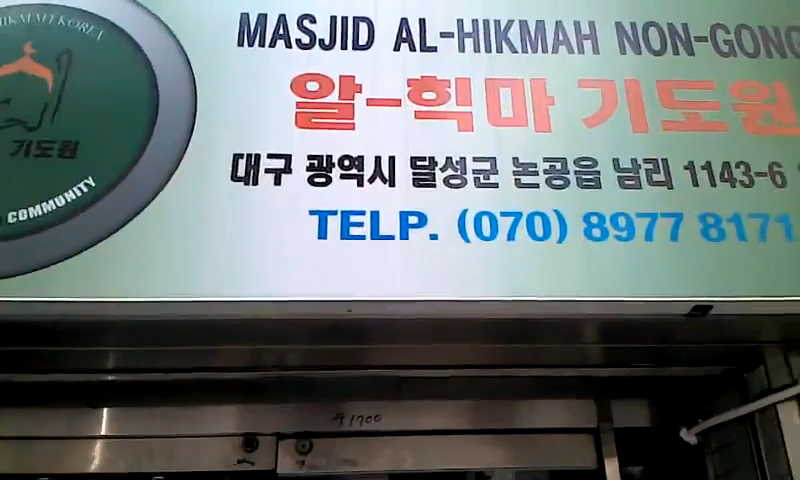 MASJID AL-HIKMAH NON-GONG
알-힉마 기도원
대구 광역시 달성군 논공읍 남리 1143-6
TELP. (070) 8977 8171
기도원
COMMUNITY